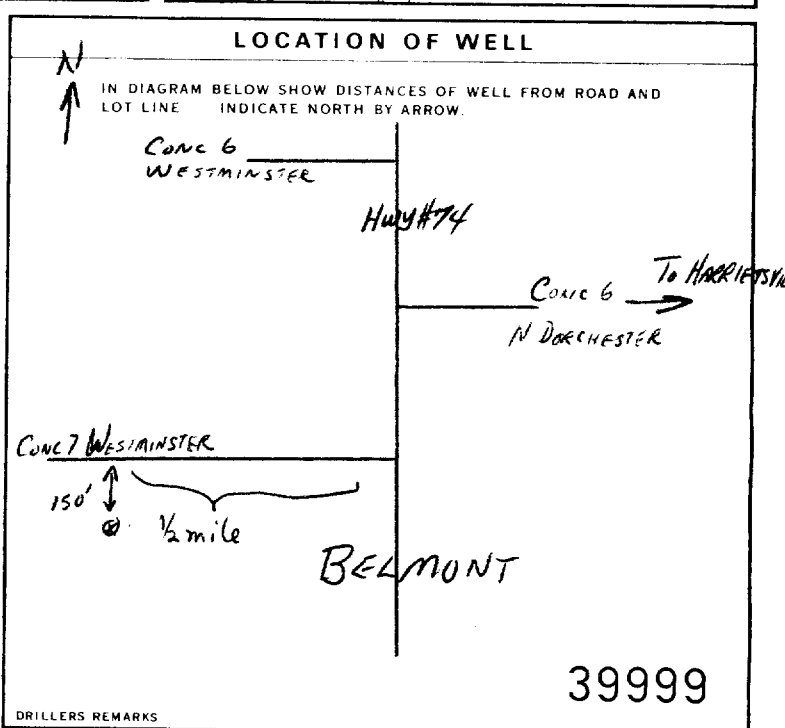 LOCATION OF WELL
N
IN DIAGRAM BELOW SHOW DISTANCES OF WELL FROM ROAD AND
LOT LINE INDICATE NORTH BY ARROW.
CONC 6
WESTMINSTER
Hwy#74
CONC 6
To HARRIETSVIL
N DORCHESTER
CONC 7 WESTMINSTER
150'
1/2 mile
BELMONT
39999
DRILLERS REMARKS